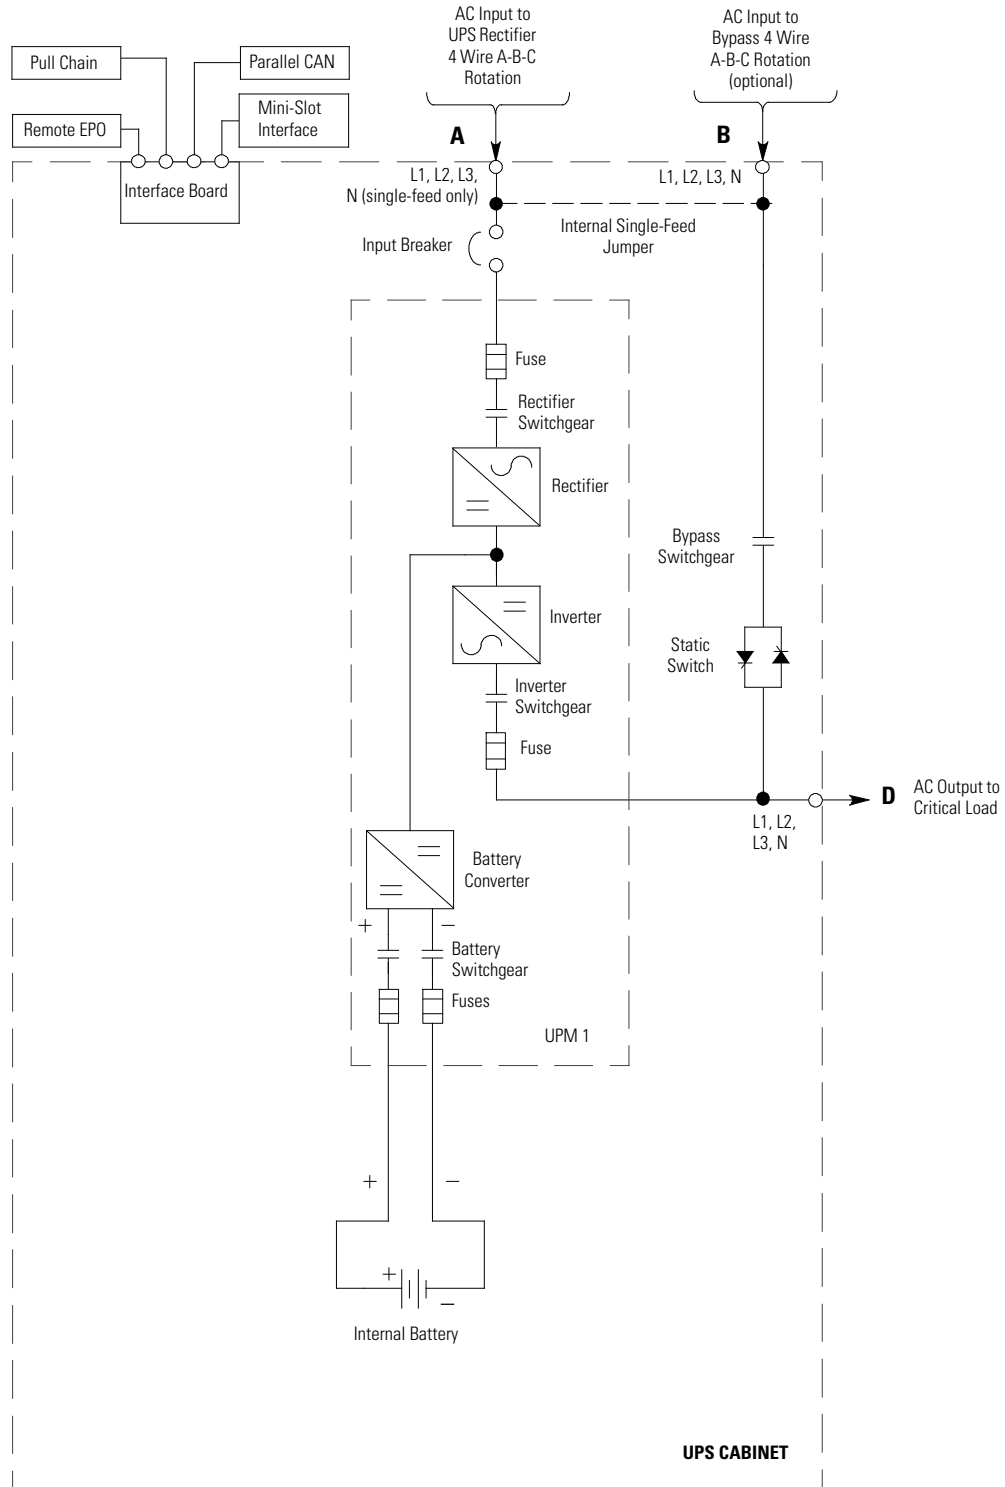 AC Input to
UPS Rectifier
4 Wire A-B-C
Rotation
AC Input to
Bypass 4 Wire
A-B-C Rotation
(optional)
Pull Chain
Parallel CAN
Remote EPO
Mini-Slot
Interface
A
B
Interface Board
L1, L2, L3,
N (single-feed only)
L1, L2, L3, N
Internal Single-Feed
Jumper
Input Breaker
Fuse
Rectifier
Switchgear
Rectifier
Bypass
Switchgear
Inverter
Static
Switch
Inverter
Switchgear
Fuse
D
AC Output to
Critical Load
L1, L2,
L3, N
Battery
Converter
+
—
Battery
Switchgear
Fuses
UPM 1
+
—
+
—
Internal Battery
UPS CABINET